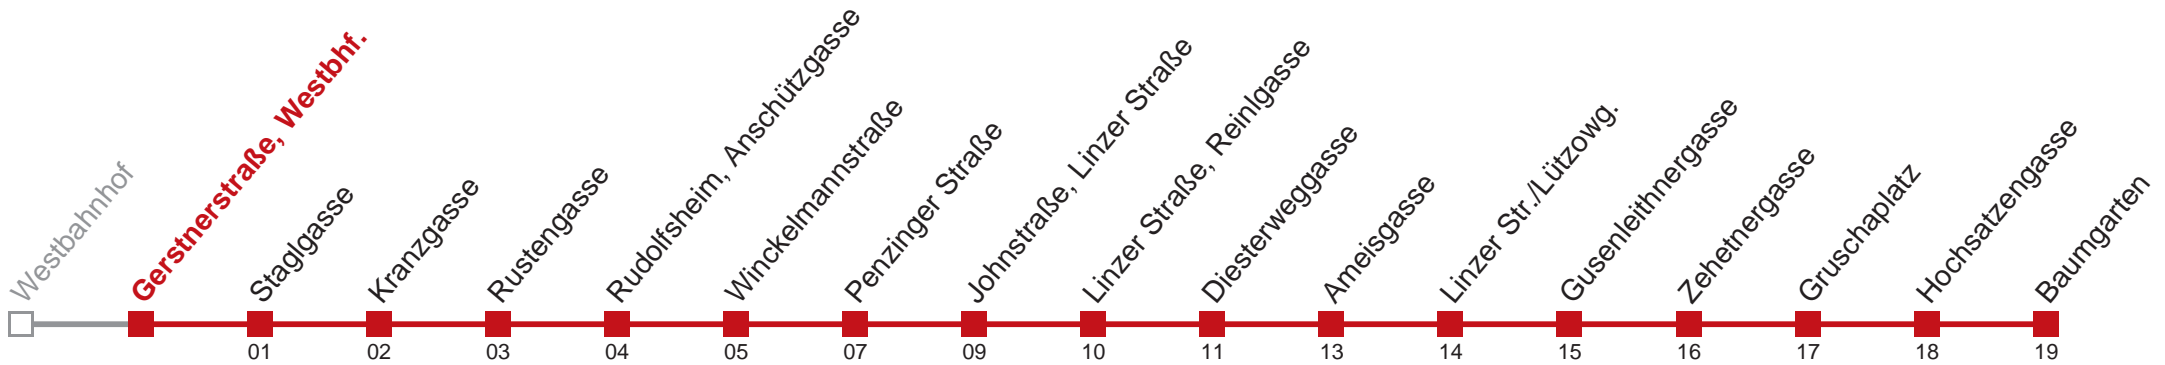 Westbahnhof
Gerstnerstraße, Westbhf.
Staglgasse
Kranzgasse
Rustengasse
Rudolfsheim, Anschützgasse
Winckelmannstraße
Penzinger Straße
Johnstraße, Linzer Straße
Linzer Straße, Reinlgasse
Diesterweggasse
Ameisgasse
Linzer Str./Lützowg.
Gusenleithnergasse
Zehetnergasse
Gruschaplatz
Hochsatzengasse
Baumgarten
01 02 03 04 05 07 09 10 11 13 14 15 16 17 18 19